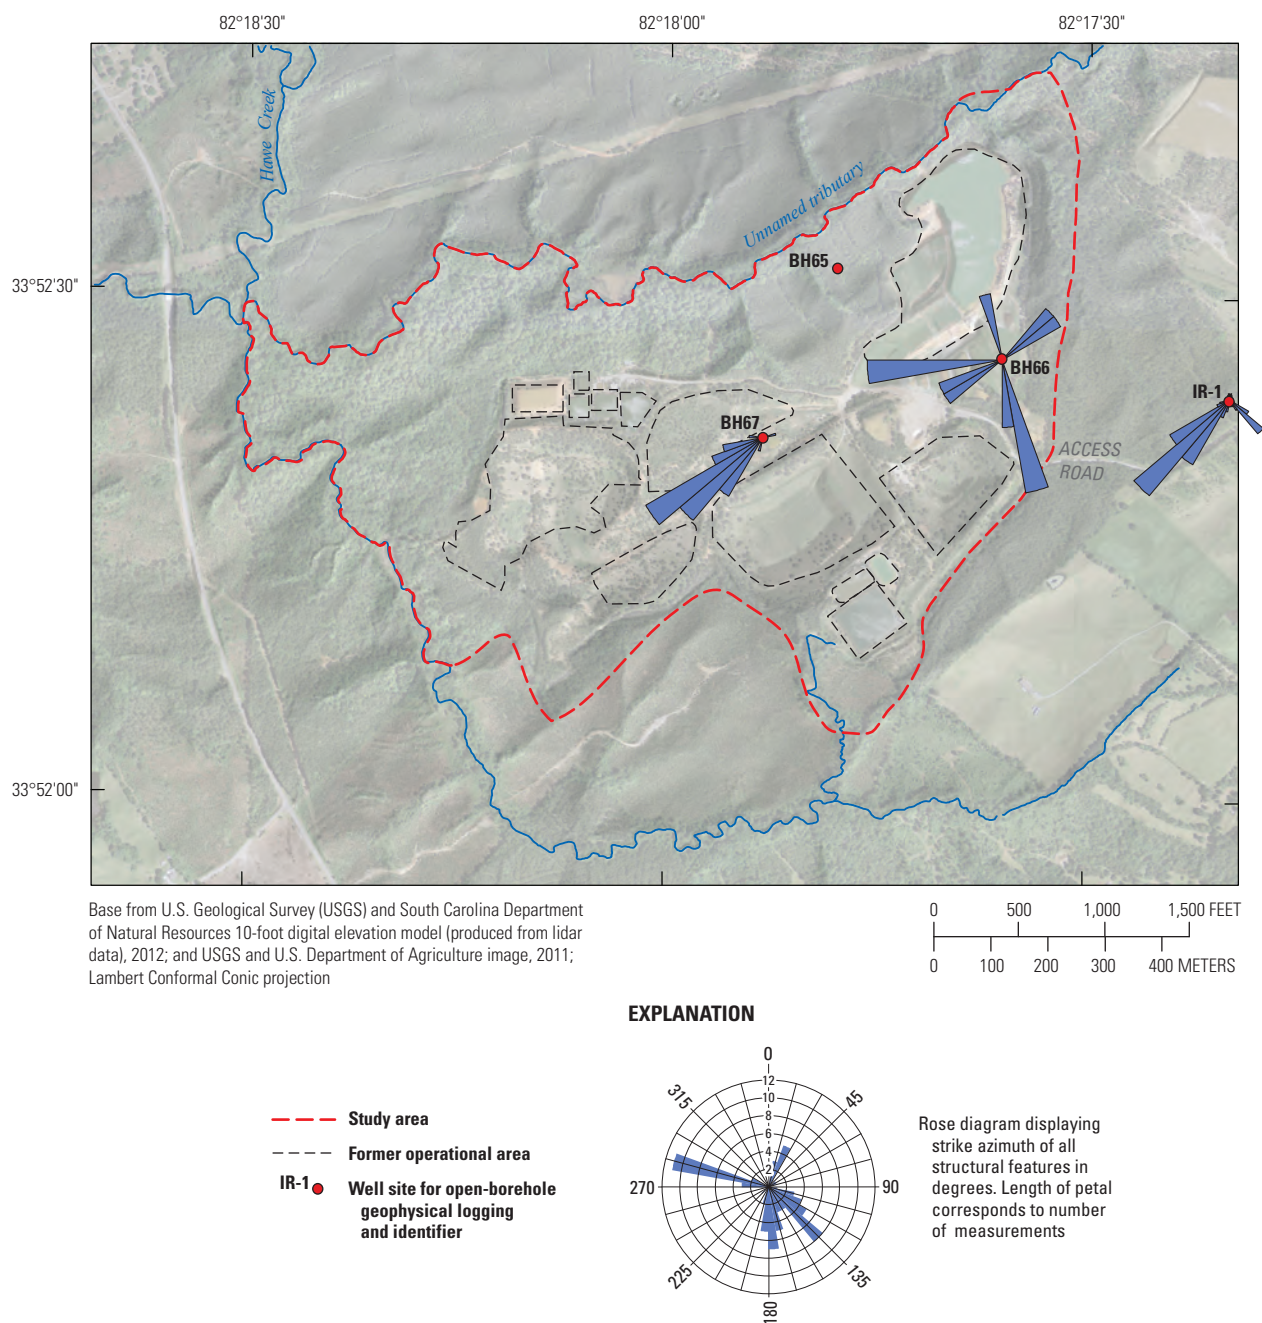 82°18'30"
82°18'00"
82°17'30"
Hawe Creek
Unnamed tributary
BH65
33°52'30"
BH66
IR-1
BH67
ACCESS
ROAD
33°52'00"
Base from U.S. Geological Survey (USGS) and South Carolina Department
of Natural Resources 10-foot digital elevation model (produced from lidar
data), 2012; and USGS and U.S. Department of Agriculture image, 2011;
Lambert Conformal Conic projection
0 500 1,000 1,500 FEET
0 100 200 300 400 METERS
EXPLANATION
Study area
Former operational area
IR-1
Well site for open-borehole
geophysical logging
and identifier
0
45
90
135
180
225
270
315
12
10
8
6
4
2
Rose diagram displaying
strike azimuth of all
structural features in
degrees. Length of petal
corresponds to number
of measurements